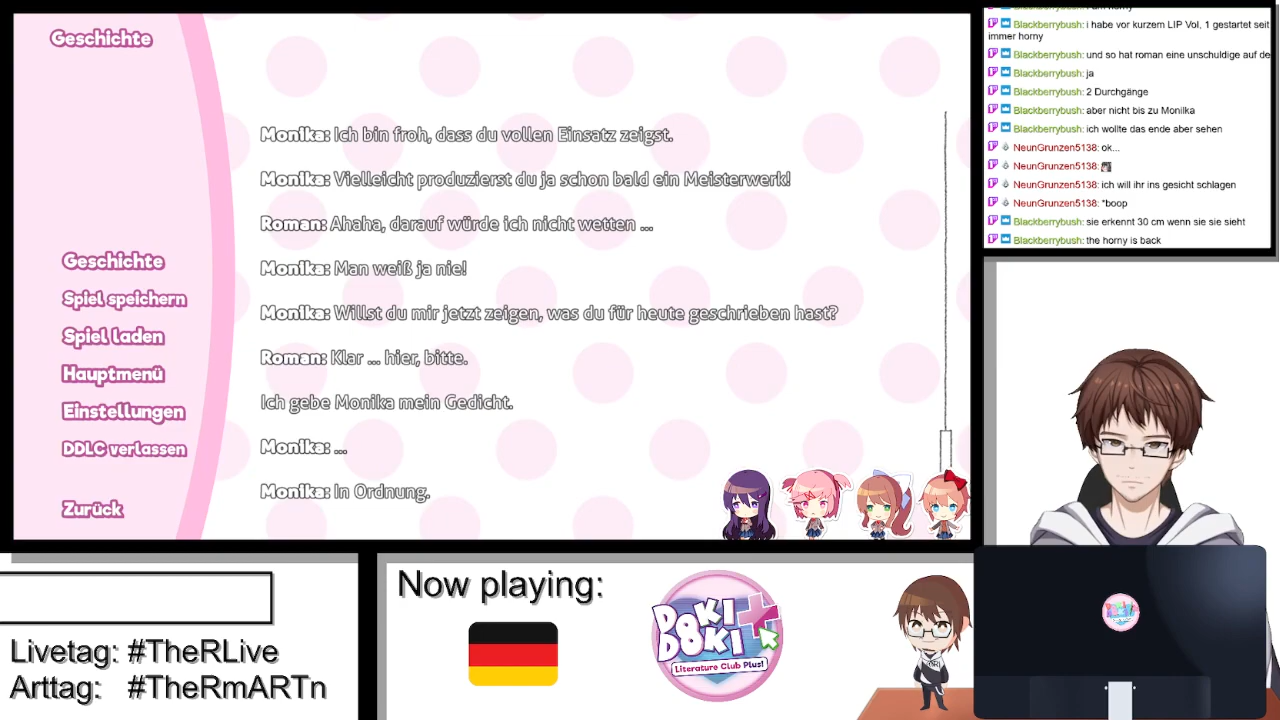 Geschichte
Monika: Ich bin froh, dass du vollen Einsatz zeigst.
Monika: Vielleicht produzierst du ja schon bald ein Meisterwerk!
Roman: Ahaha, darauf würde ich nicht wetten ...
Monika: Man weiß ja nie!
Monika: Willst du mir jetzt zeigen, was du für heute geschrieben hast?
Roman: Klar ... hier, bitte.
Ich gebe Monika mein Gedicht.
Monika: ...
Monika: In Ordnung.
Geschichte
Spiel speichern
Spiel laden
Hauptmenü
Einstellungen
DDLC verlassen
Zurück
Blackberrybush: i habe vor kurzem LIP Vol, 1 gestartet seit
immer horny
Blackberrybush: und so hat roman eine unschuldige auf de
Blackberrybush: ja
Blackberrybush: 2 Durchgänge
Blackberrybush: aber nicht bis zu Monilka
Blackberrybush: ich wollte das ende aber sehen
NeunGrunzen5138: ok...
NeunGrunzen5138:
NeunGrunzen5138: ich will ihr ins gesicht schlagen
NeunGrunzen5138: *boop
Blackberrybush: sie erkennt 30 cm wenn sie sie sieht
Blackberrybush: the horny is back
Livetag: #TheRLive
Arttag: #TheRmARTn
Now playing:
DOKI
DOKI
Literature Club Plus!